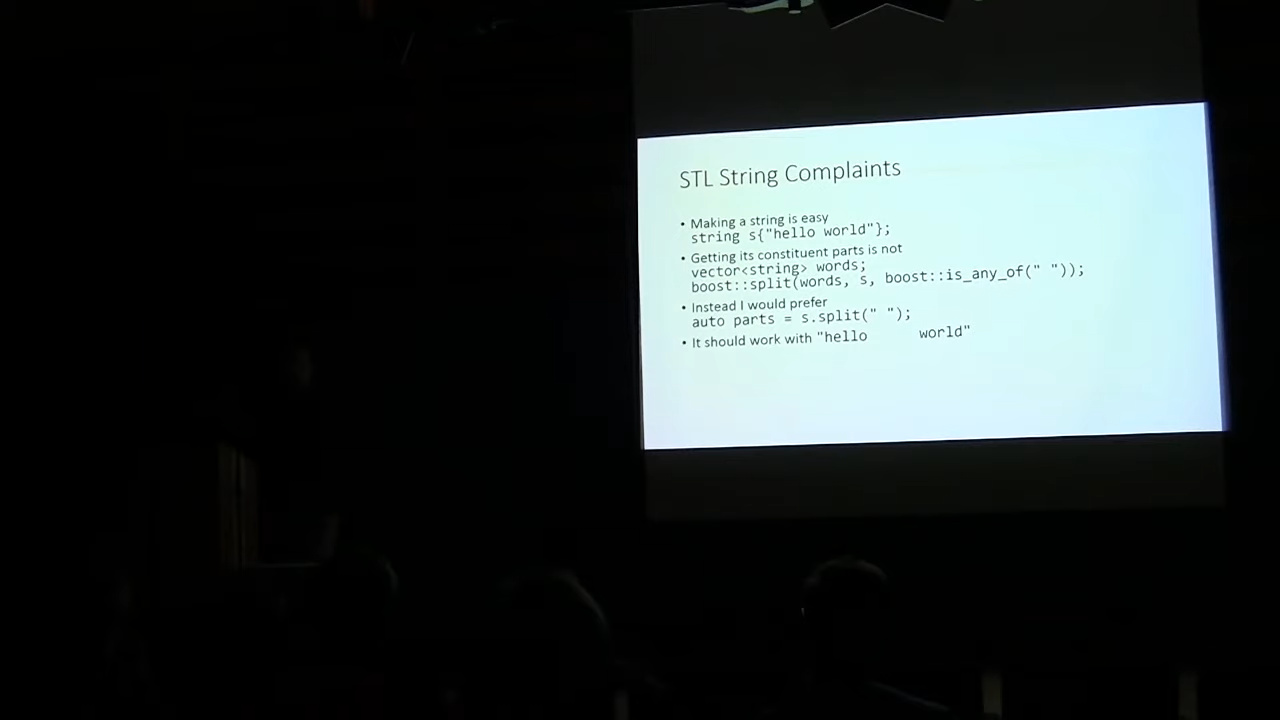 STL String Complaints
• Making a string is easy
string s{"hello world"};
• Getting its constituent parts is not
vector<string> words;
boost::split(words, s, boost::is_any_of(" "));
• Instead I would prefer
auto parts = s.split(" ");
• It should work with "hello      world"